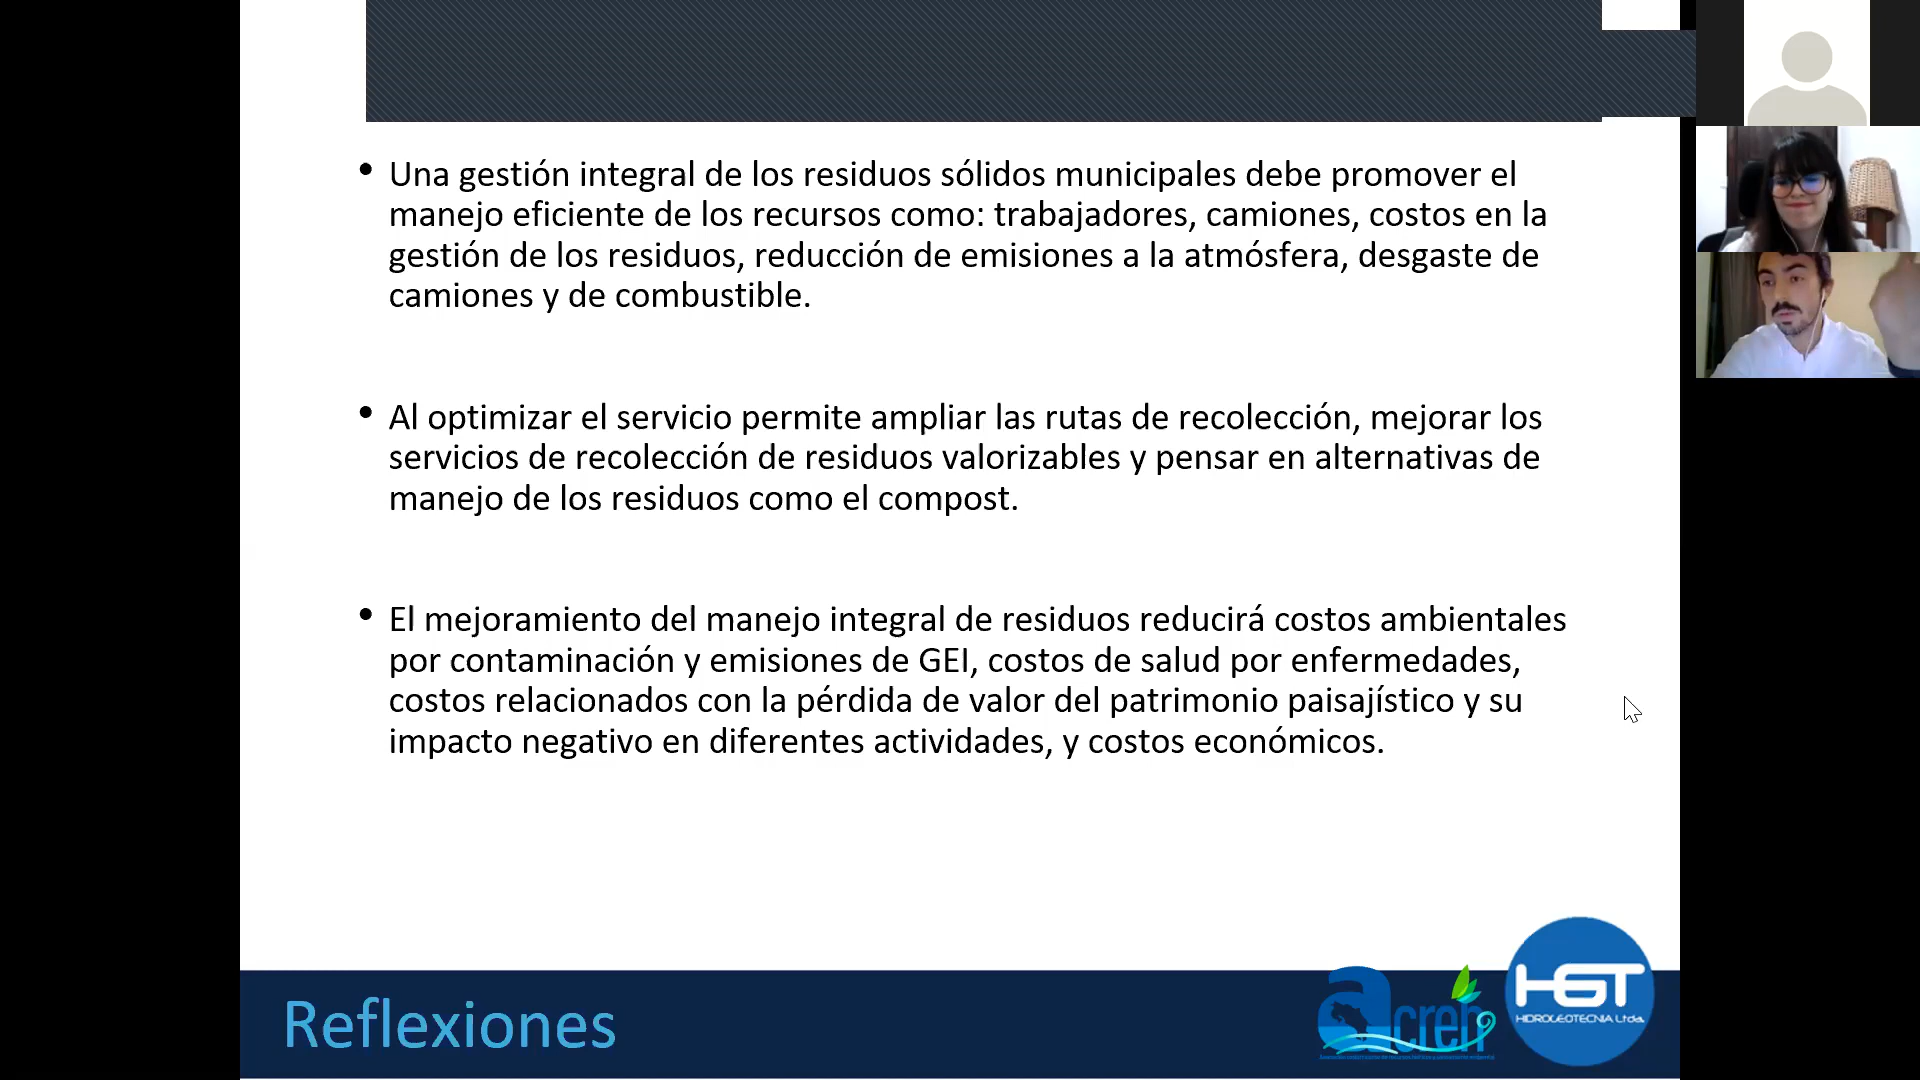 • Una gestión integral de los residuos sólidos municipales debe promover el
manejo eficiente de los recursos como: trabajadores, camiones, costos en la
gestión de los residuos, reducción de emisiones a la atmósfera, desgaste de
camiones y de combustible.
• Al optimizar el servicio permite ampliar las rutas de recolección, mejorar los
servicios de recolección de residuos valorizables y pensar en alternativas de
manejo de los residuos como el compost.
• El mejoramiento del manejo integral de residuos reducirá costos ambientales
por contaminación y emisiones de GEI, costos de salud por enfermedades,
costos relacionados con la pérdida de valor del patrimonio paisajístico y su
impacto negativo en diferentes actividades, y costos económicos.
Reflexiones
acreh
HGT
HIDROGEOTECNIA Ltda.